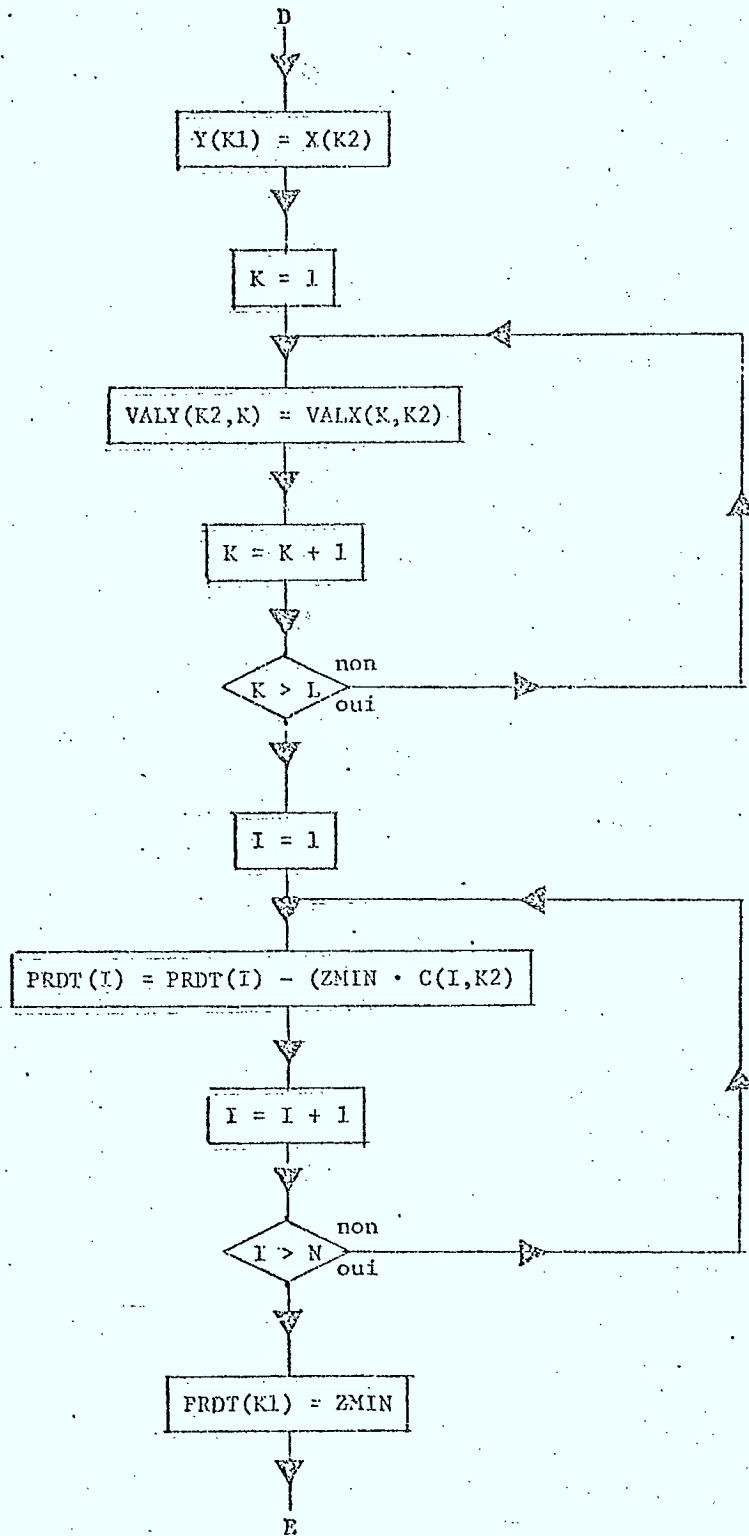 D
Y(K1) = X(K2)
K = 1
VALY(K2,K) = VALX(K,K2)
K = K + 1
non
K > L
oui
I = 1
PRDT(I) = PRDT(I) - (ZMIN · C(I,K2)
I = I + 1
non
I > N
oui
PRDT(K1) = ZMIN
E